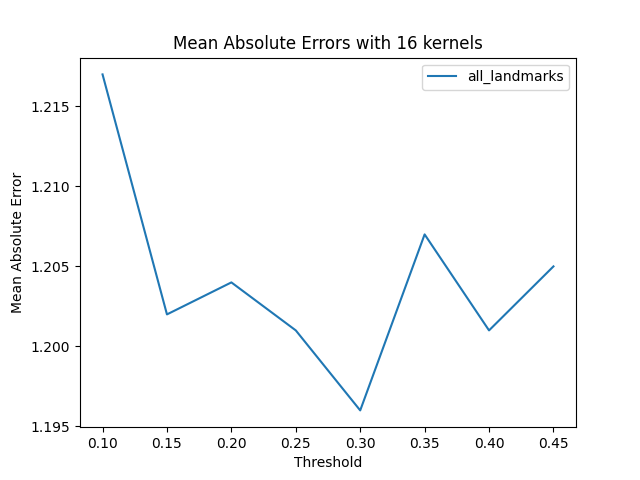 Mean Absolute Errors with 16 kernels
all_landmarks
Mean Absolute Error
1.215
1.210
1.205
1.200
1.195
0.10 0.15 0.20 0.25 0.30 0.35 0.40 0.45
Threshold